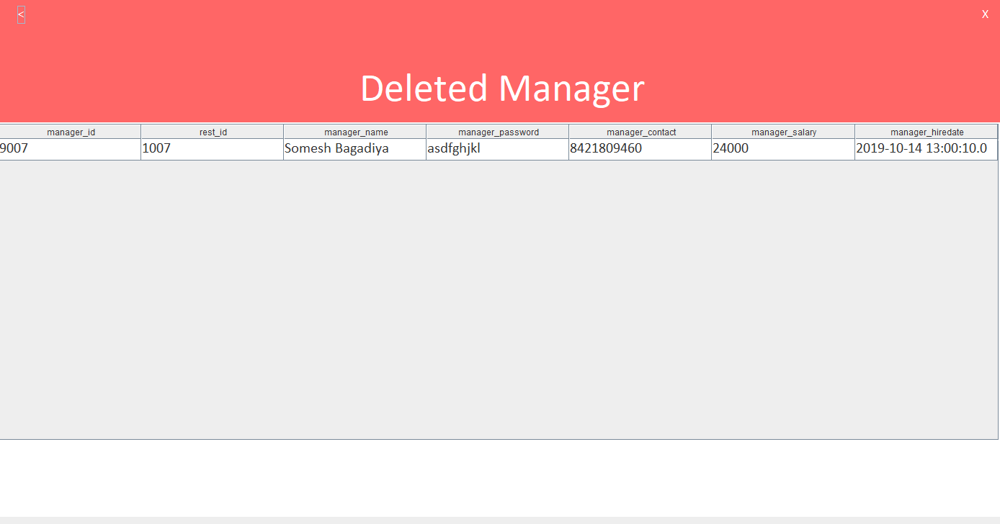 < X
Deleted Manager
manager_id rest_id manager_name manager_password manager_contact manager_salary manager_hiredate
9007 1007 Somesh Bagadiya asdfghjkl 8421809460 24000 2019-10-14 13:00:10.0